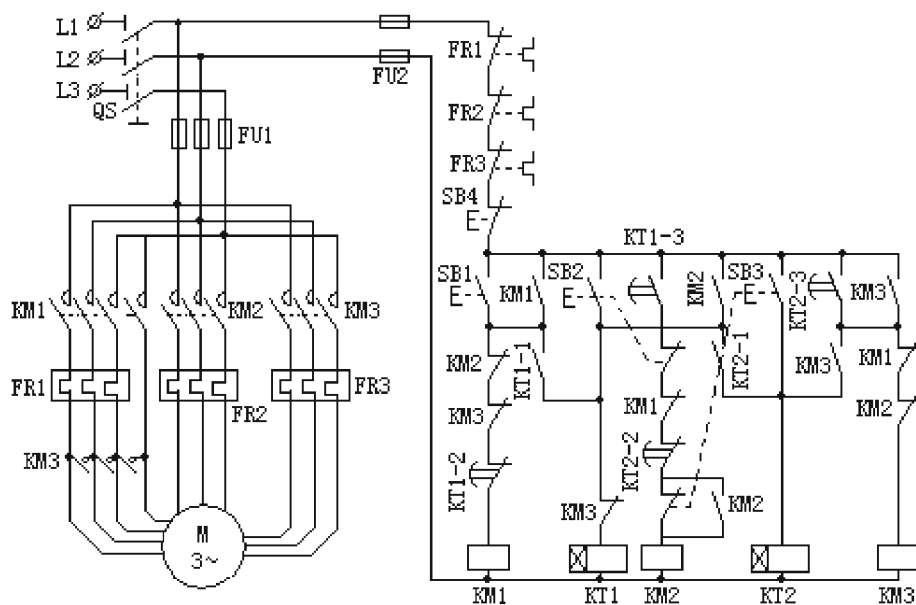 L1
L2
L3
QS
FU2
FU1
FR1
FR2
FR3
SB4
KT1-3
SB1
KM1
SB2
KM2
SB3
KT2-3
KM3
KM1
KM2
KM3
KM2
KT1-1
KT2-1
KM3
KM1
FR1
FR2
FR3
KM3
KM1
KM2
KM3
KT1-2
KT2-2
KM3
KM2
M
3~
KM1
KT1
KM2
KT2
KM3